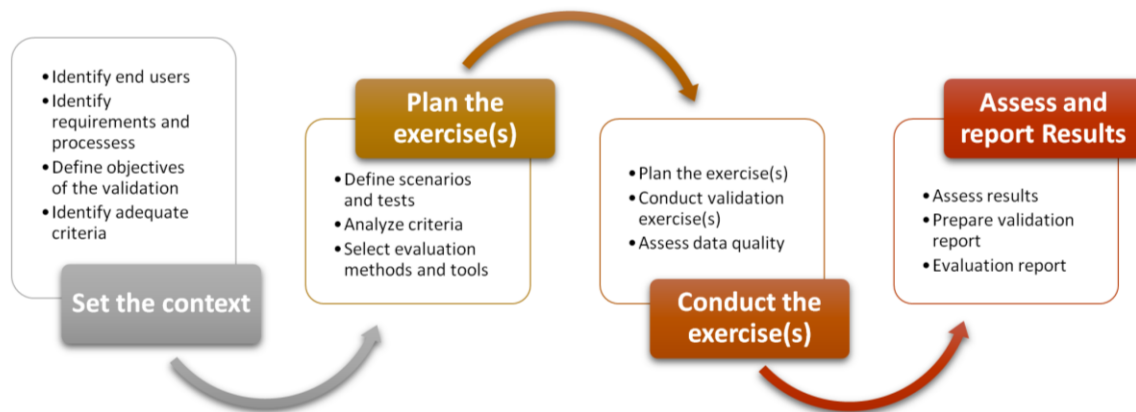 •Identify end users
•Identify
requirements and
processess
•Define objectives
of the validation
•Identify adequate
criteria
Set the context
Plan the
exercise(s)
•Define scenarios
and tests
•Analyze criteria
•Select evaluation
methods and tools
•Plan the exercise(s)
•Conduct validation
exercise(s)
•Assess data quality
Conduct the
exercise(s)
Assess and
report Results
•Assess results
•Prepare validation
report
•Evaluation report